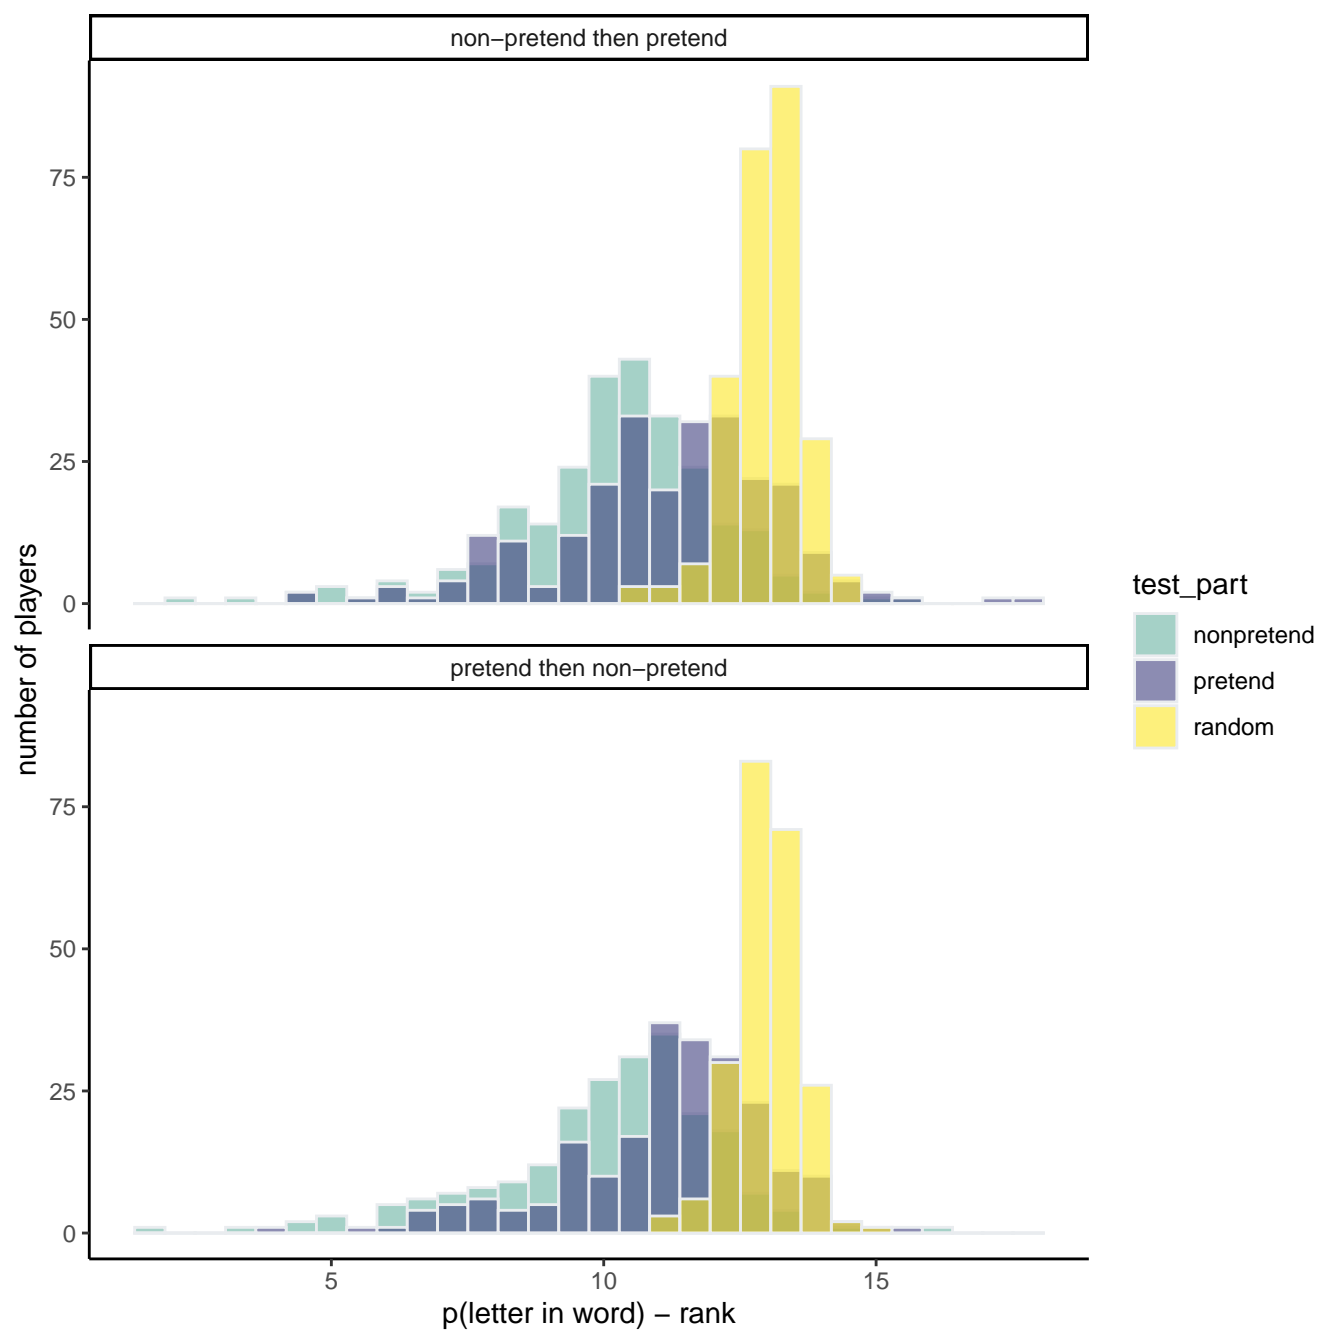 non−pretend then pretend
75
50
25
0
number of players
pretend then non−pretend
75
50
25
0
5
10
15
p(letter in word) − rank
test_part
nonpretend
pretend
random